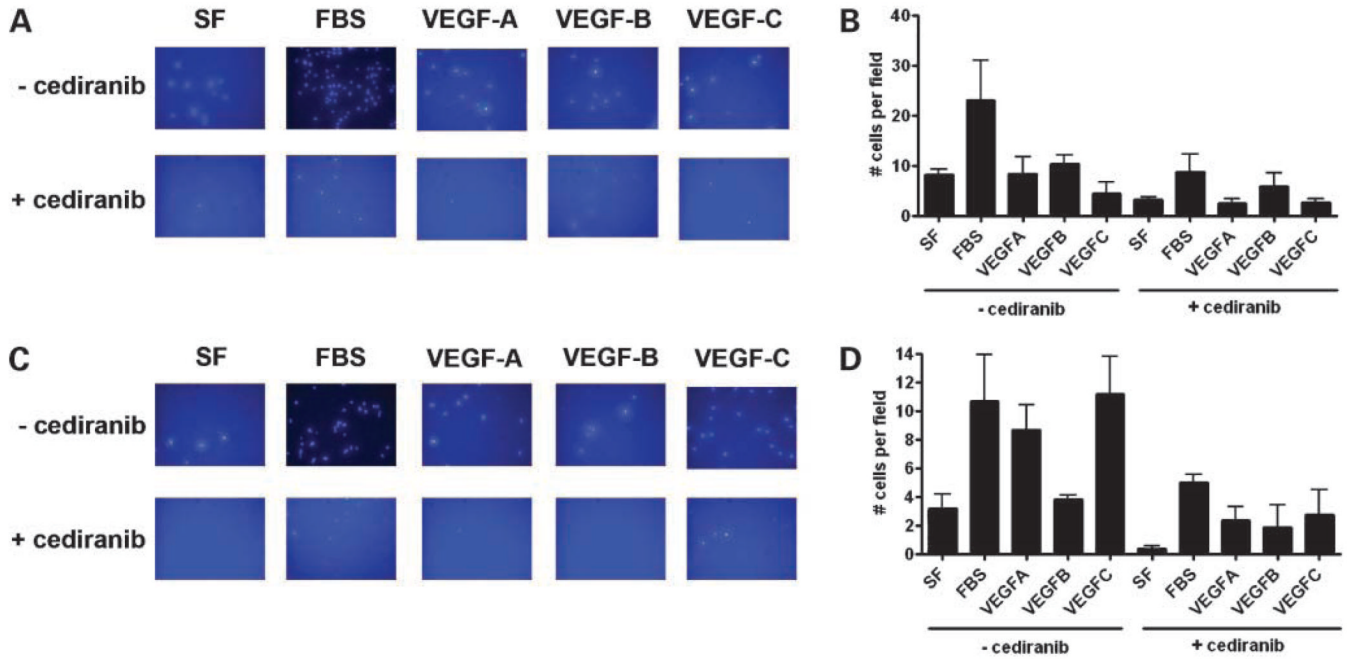 A
SF FBS VEGF-A VEGF-B VEGF-C
- cediranib
+ cediranib
B
# cells per field
40
30
20
10
0
SF FBS VEGFA VEGFB VEGFC SF FBS VEGFA VEGFB VEGFC
- cediranib + cediranib
C
SF FBS VEGF-A VEGF-B VEGF-C
- cediranib
+ cediranib
D
# cells per field
14
12
10
8
6
4
2
0
SF FBS VEGFA VEGFB VEGFC SF FBS VEGFA VEGFB VEGFC
- cediranib + cediranib